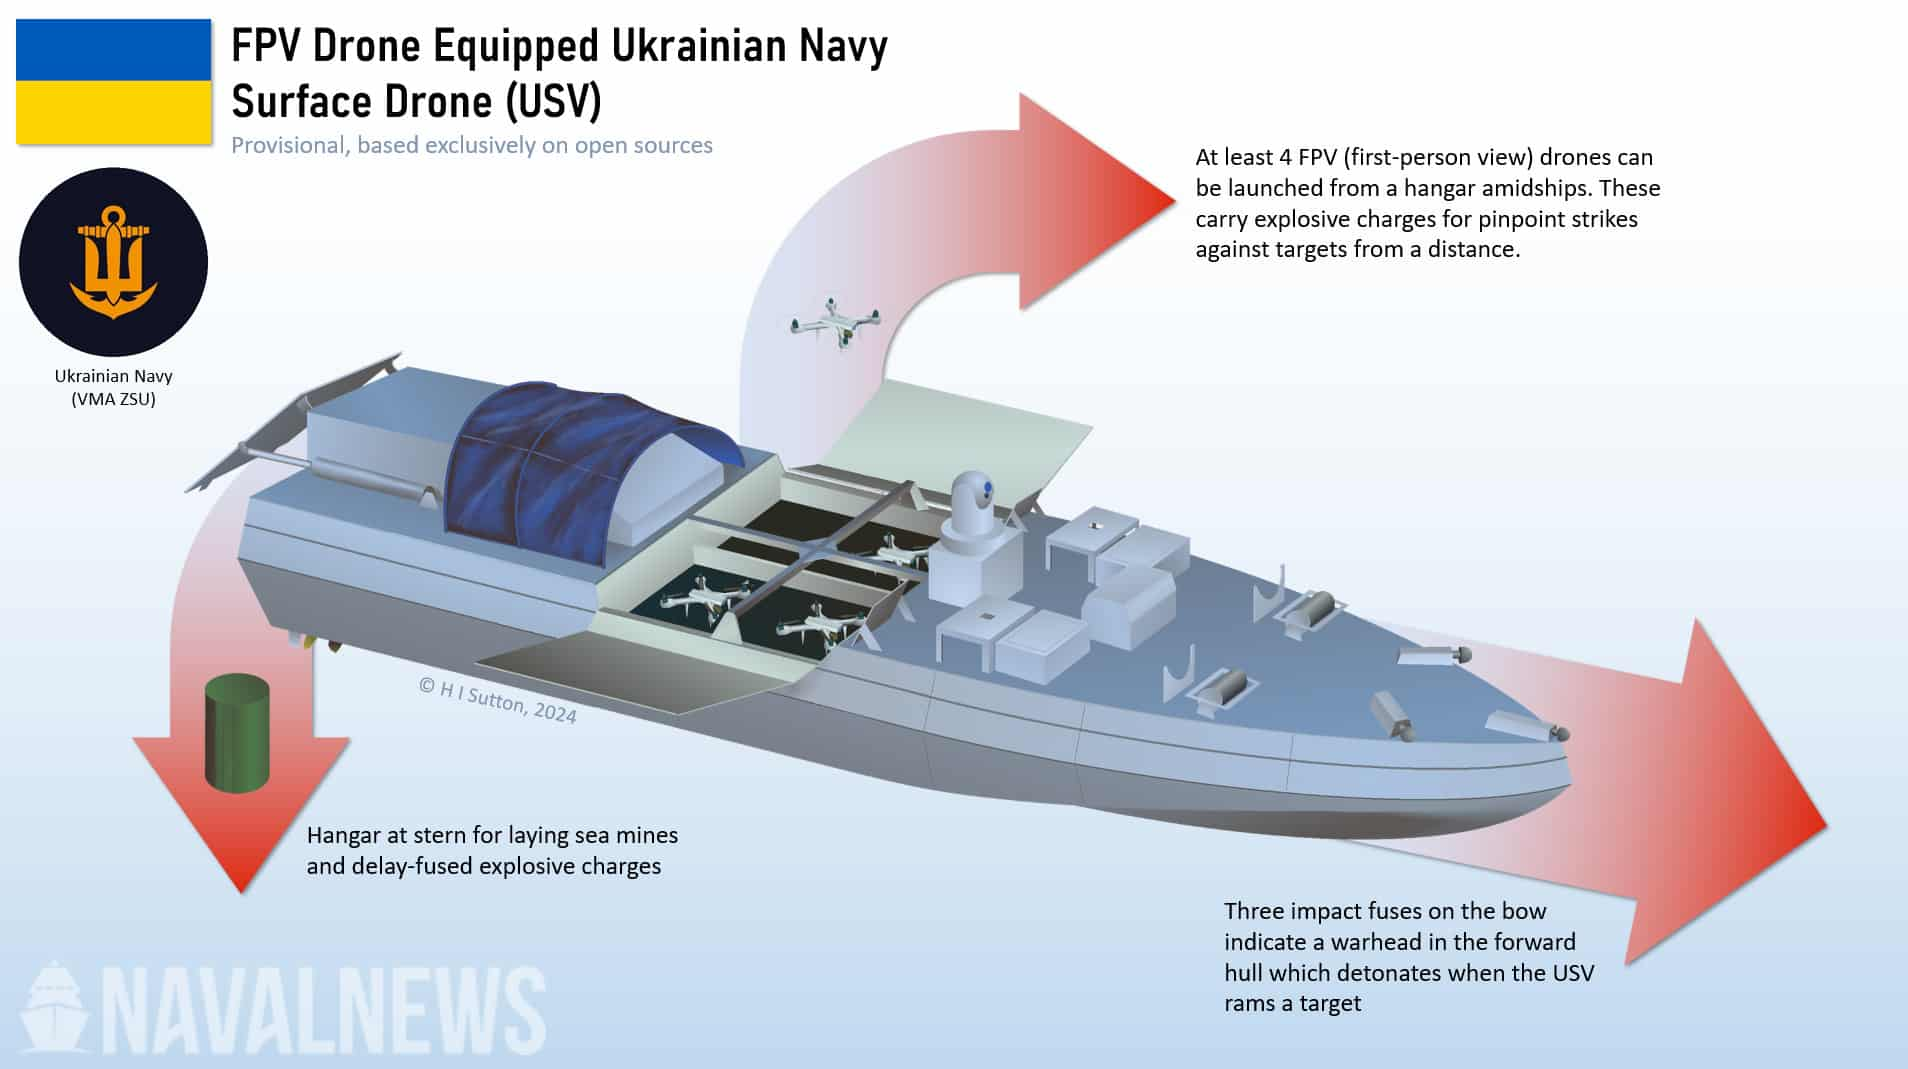 FPV Drone Equipped Ukrainian Navy
Surface Drone (USV)
Provisional, based exclusively on open sources
Ukrainian Navy
(VMA ZSU)
At least 4 FPV (first-person view) drones can
be launched from a hangar amidships. These
carry explosive charges for pinpoint strikes
against targets from a distance.
© H I Sutton, 2024
Hangar at stern for laying sea mines
and delay-fused explosive charges
Three impact fuses on the bow
indicate a warhead in the forward
hull which detonates when the USV
rams a target
NAVALNEWS